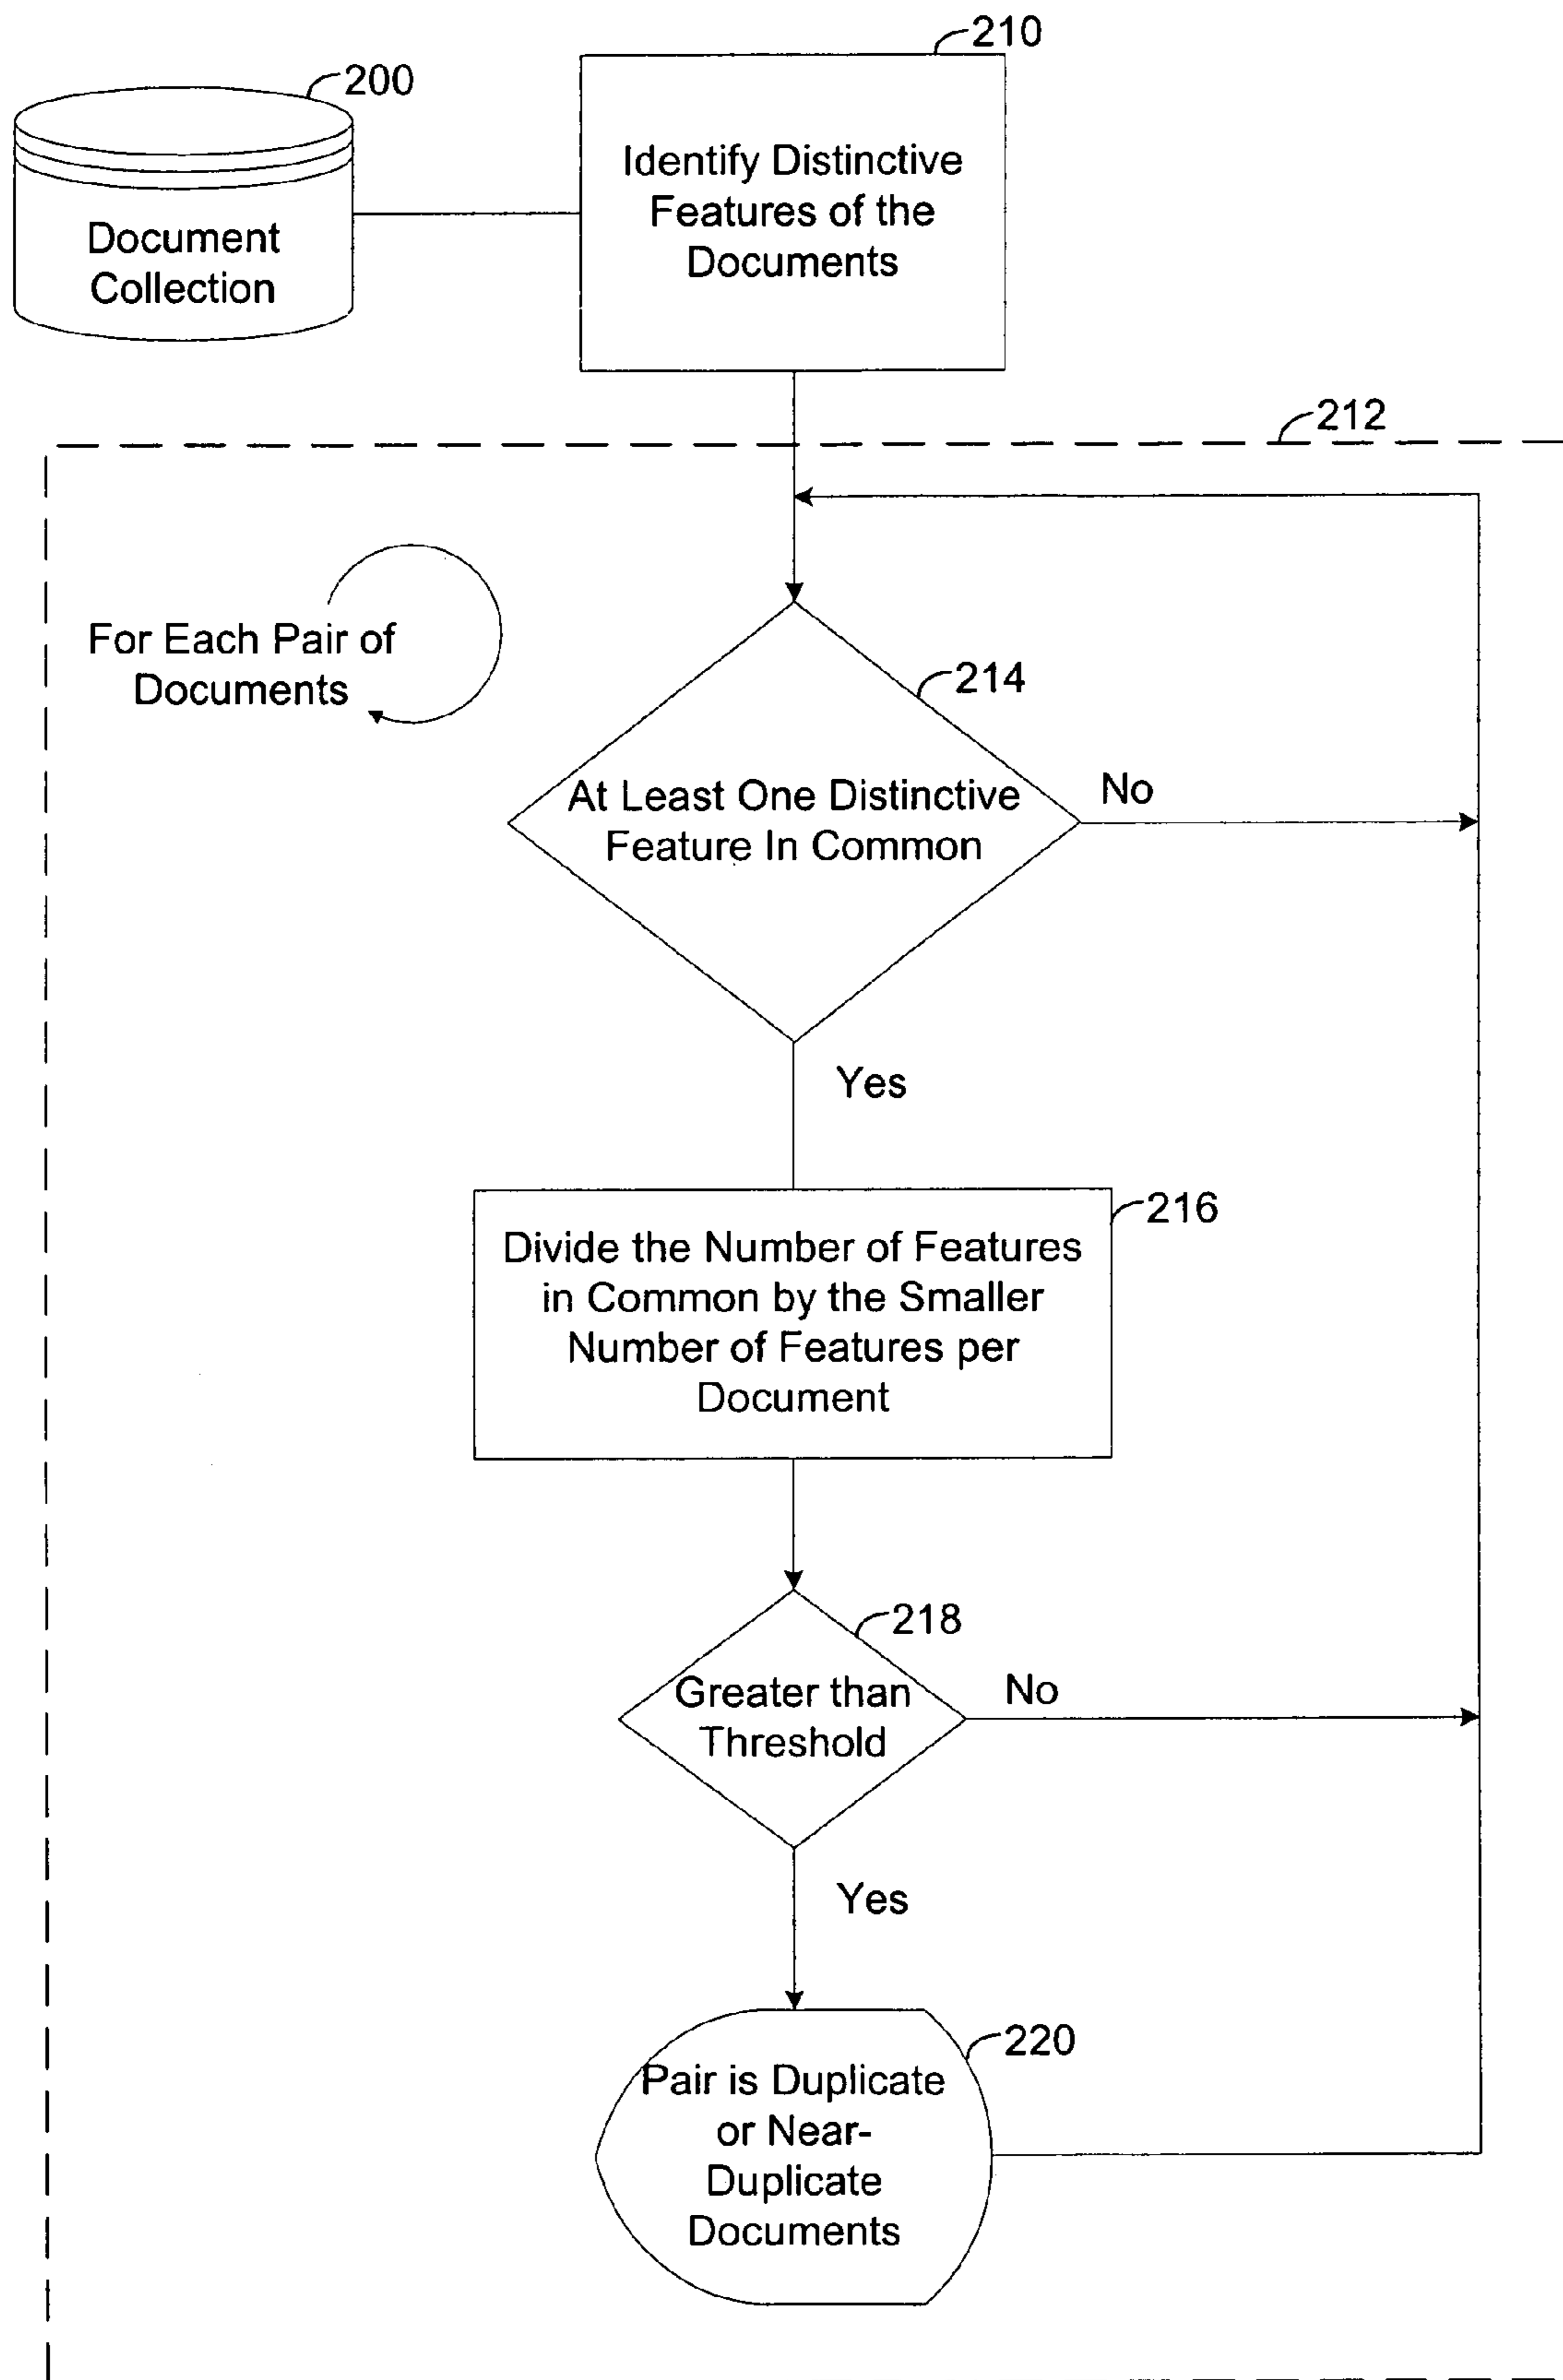 210
200
Identify Distinctive
Features of the
Documents
Document
Collection
212
For Each Pair of
Documents
214
At Least One Distinctive
Feature In Common
No
Yes
216
Divide the Number of Features
in Common by the Smaller
Number of Features per
Document
218
Greater than
Threshold
No
Yes
220
Pair is Duplicate
or Near-
Duplicate
Documents